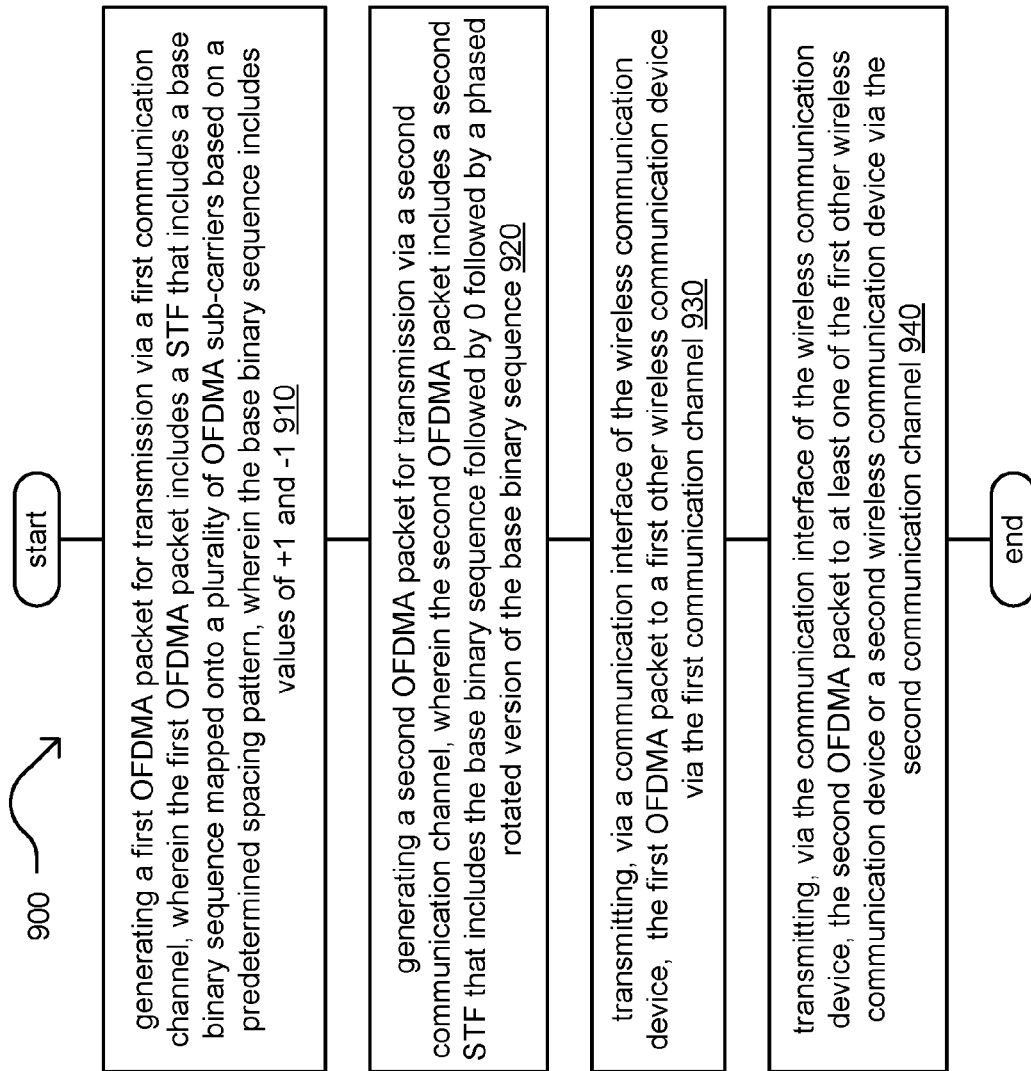 900
start
generating a first OFDMA packet for transmission via a first communication
channel, wherein the first OFDMA packet includes a STF that includes a base
binary sequence mapped onto a plurality of OFDMA sub-carriers based on a
predetermined spacing pattern, wherein the base binary sequence includes
values of +1 and -1 910
generating a second OFDMA packet for transmission via a second
communication channel, wherein the second OFDMA packet includes a second
STF that includes the base binary sequence followed by 0 followed by a phased
rotated version of the base binary sequence 920
transmitting, via a communication interface of the wireless communication
device, the first OFDMA packet to a first other wireless communication device
via the first communication channel 930
transmitting, via the communication interface of the wireless communication
device, the second OFDMA packet to at least one of the first other wireless
communication device or a second wireless communication device via the
second communication channel 940
end